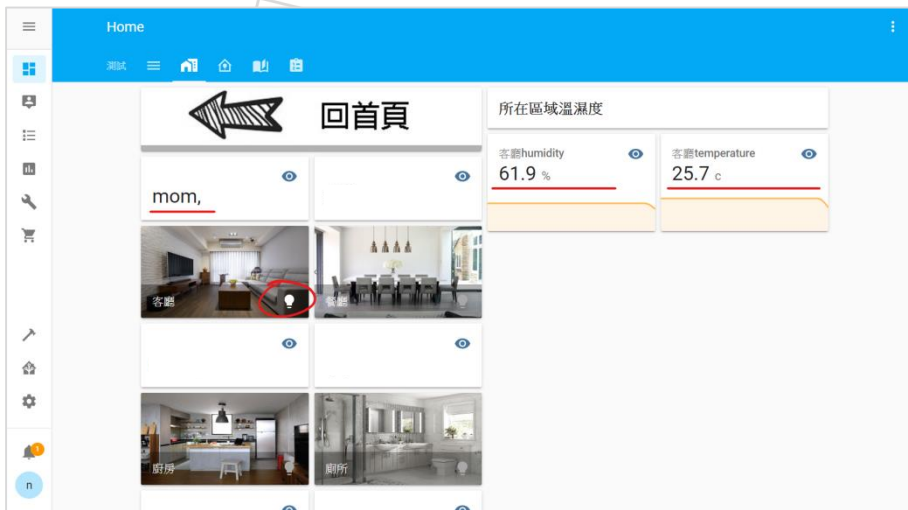 Home
測試
回首頁
所在區域溫濕度
客廳humidity
61.9 %
客廳temperature
25.7 c
mom,
客廳
餐廳
廚房
廁所
1
n